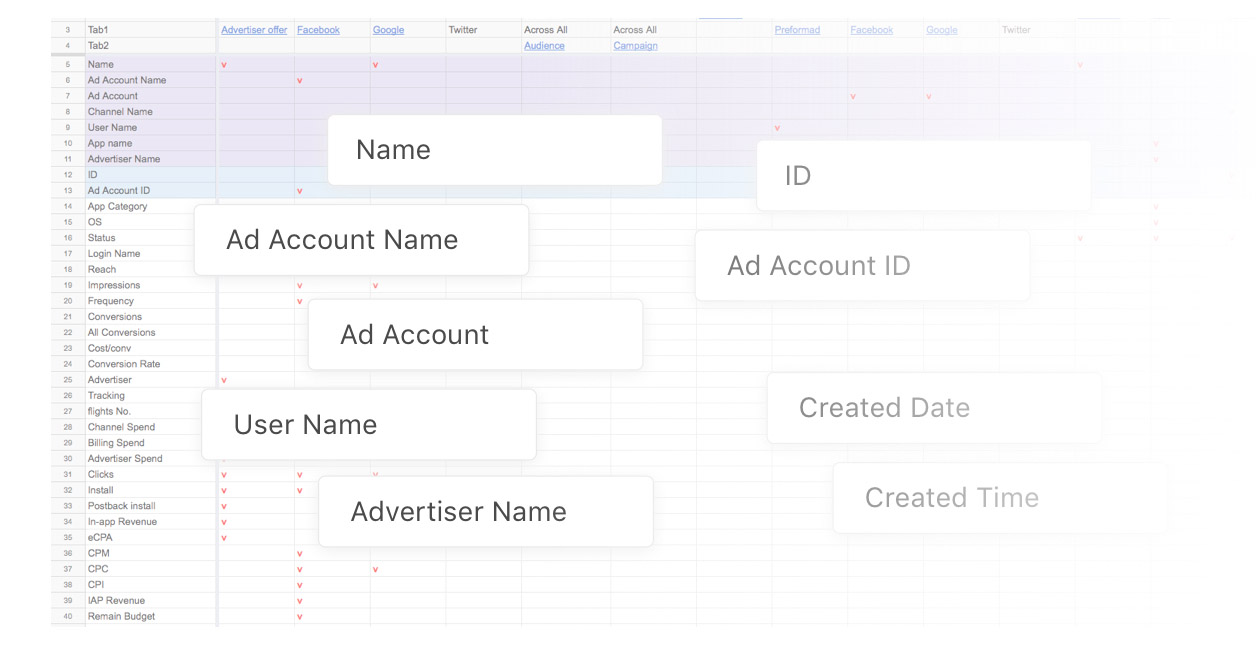 3 Tab1 Advertiser offer Facebook Google Twitter Across All Across All Preformad Facebook Google Twitter
4 Tab2 Audience Campaign
5 Name v v v
6 Ad Account Name v
7 Ad Account v v
8 Channel Name
9 User Name v
10 App name v
11 Advertiser Name v
12 ID
13 Ad Account ID v
14 App Category v
15 OS v
16 Status v v
17 Login Name
18 Reach
19 Impressions v v
20 Frequency v
21 Conversions
22 All Conversions
23 Cost/conv
24 Conversion Rate
25 Advertiser v
26 Tracking
27 flights No.
28 Channel Spend
29 Billing Spend
30 Advertiser Spend
31 Clicks v v v
32 Install v v
33 Postback install v
34 In-app Revenue v
35 eCPA v
36 CPM v
37 CPC v v
38 CPI v
39 IAP Revenue v
40 Remain Budget v
Name
Ad Account Name
Ad Account
User Name
Advertiser Name
ID
Ad Account ID
Created Date
Created Time